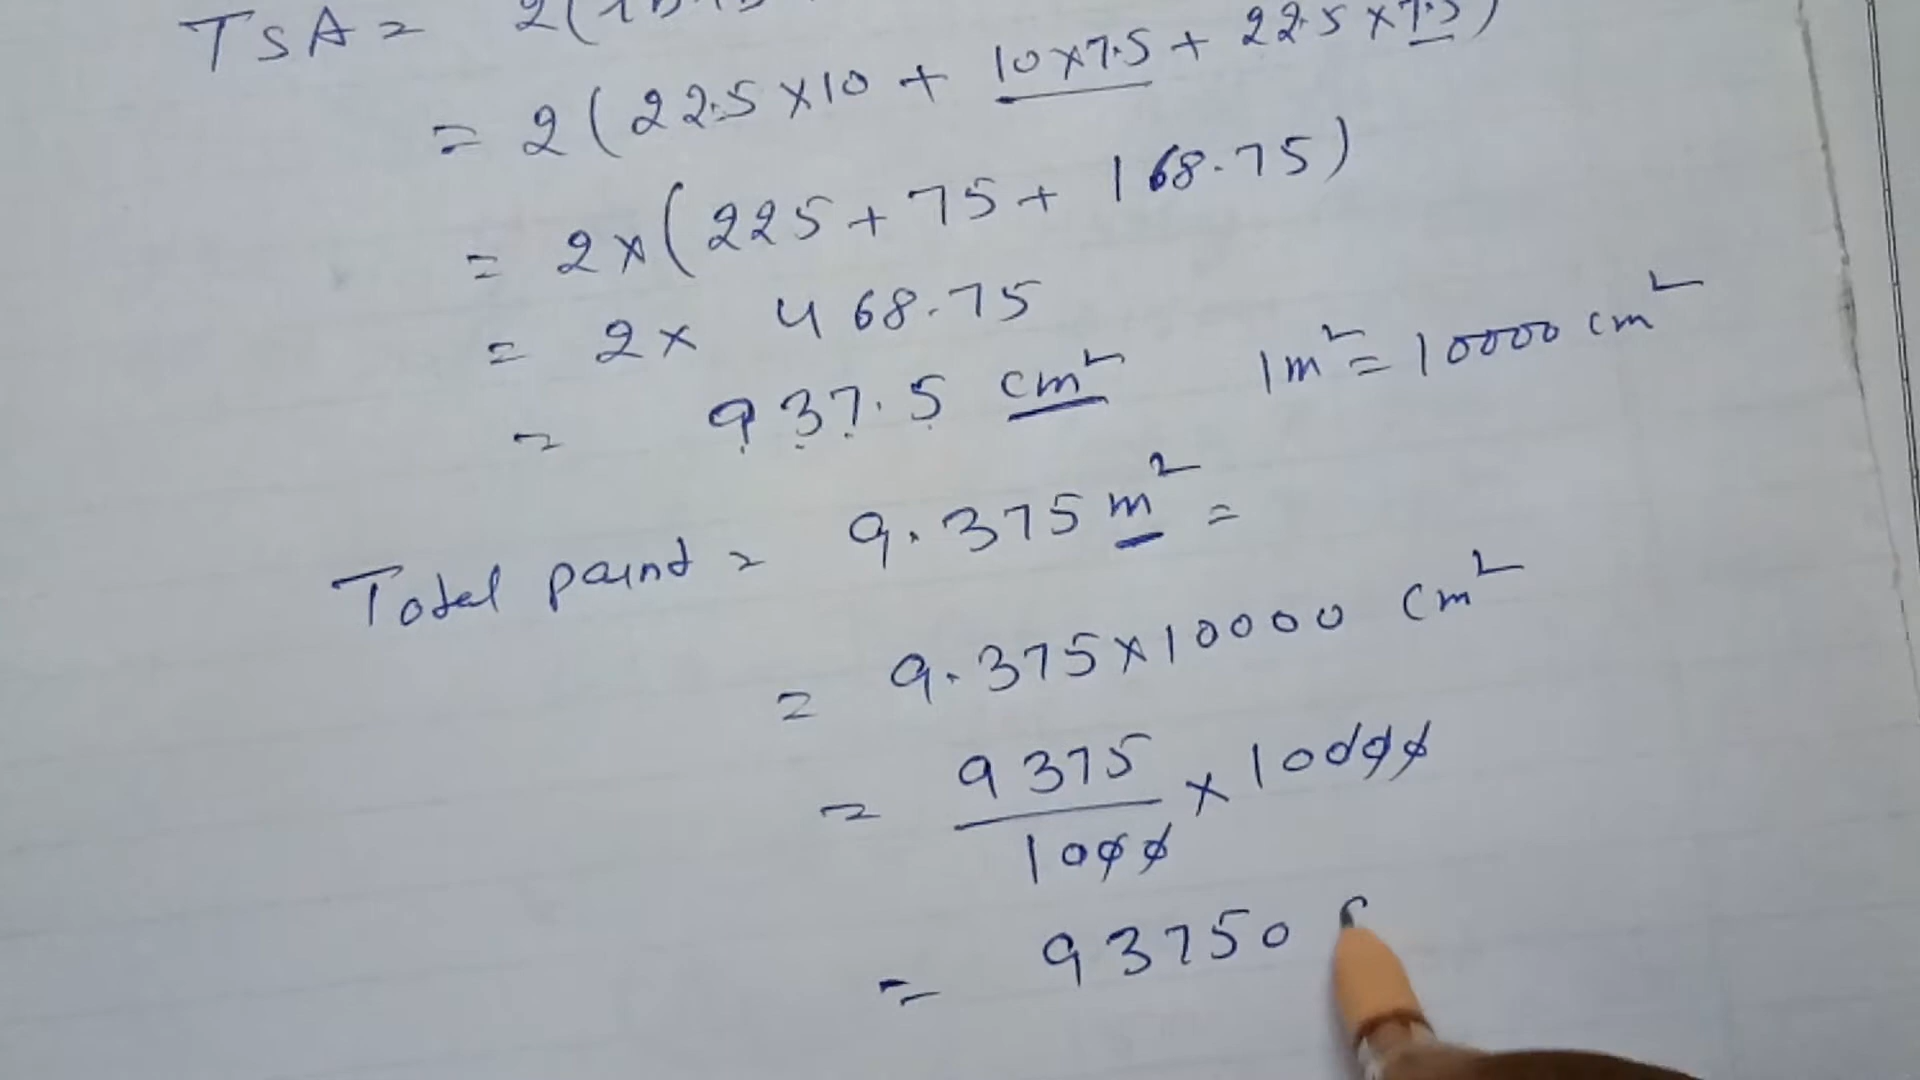 TSA = 2(
= 2(22.5×10 + 10×7.5 + 22.5×7.5)
= 2×(225+75+168.75)
= 2× 468.75
= 937.5 cm² 1m² = 10000 cm²
Total paint = 9.375 m² =
= 9.375×10000 cm²
= 9375/1000 × 10000
= 93750